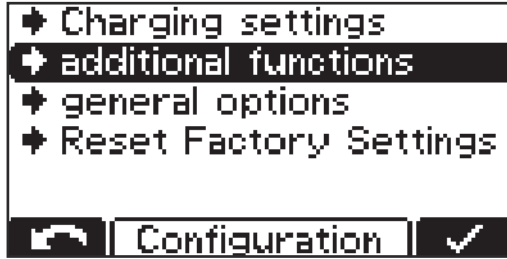 Charging settings
additional functions
general options
Reset Factory Settings
Configuration